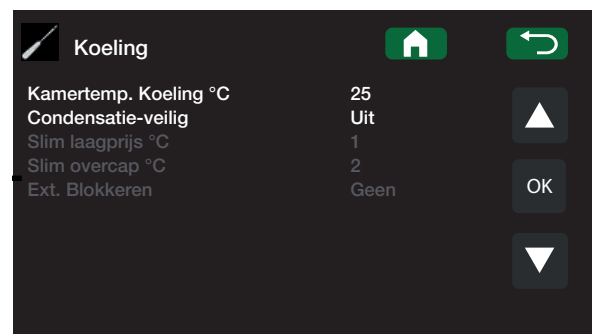 Koeling
Kamertemp. Koeling °C 25
Condensatie-veilig Uit
Slim laagprijs °C 1
Slim overcap °C 2
Ext. Blokkeren Geen
OK